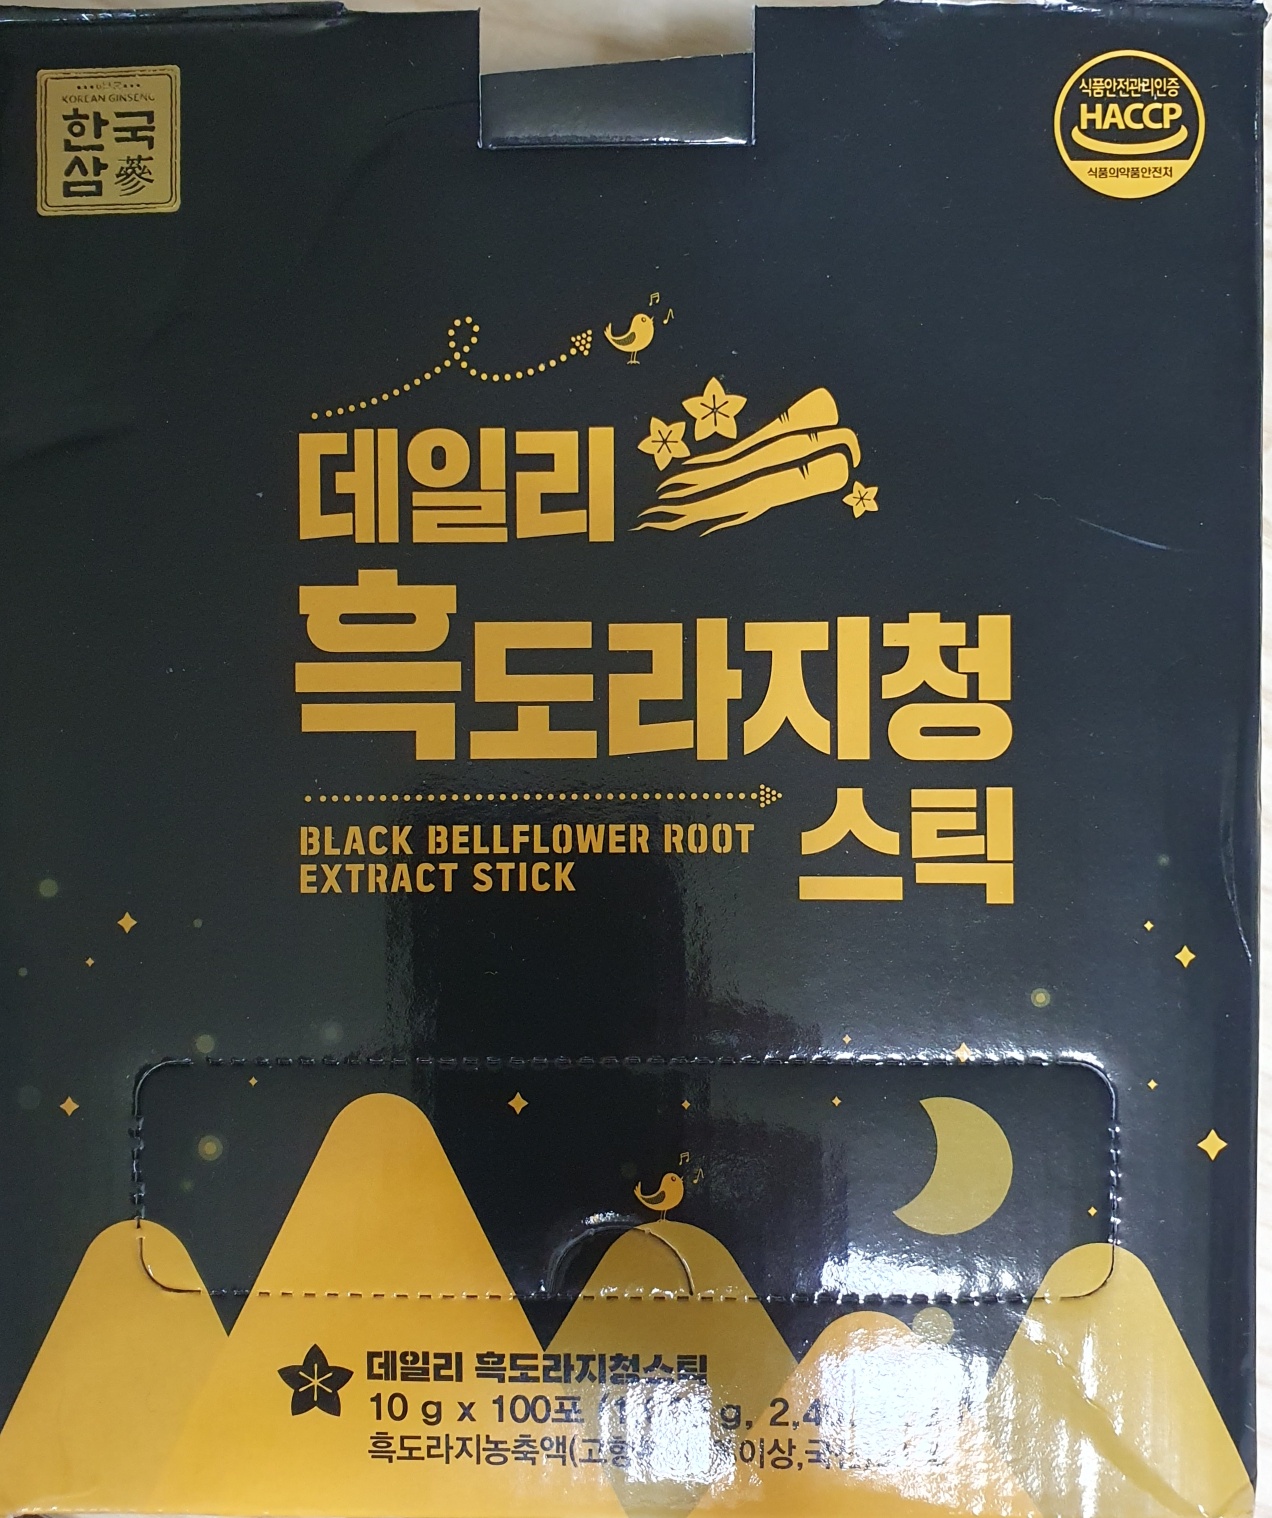 KOREAN GINSENG
한국
삼 蔘
식품안전관리인증
HACCP
식품의약품안전처
데일리
흑도라지청
스틱
BLACK BELLFLOWER ROOT
EXTRACT STICK
데일리 흑도라지청스틱
10 g x 100포 g,
흑도라지농축액 이상,